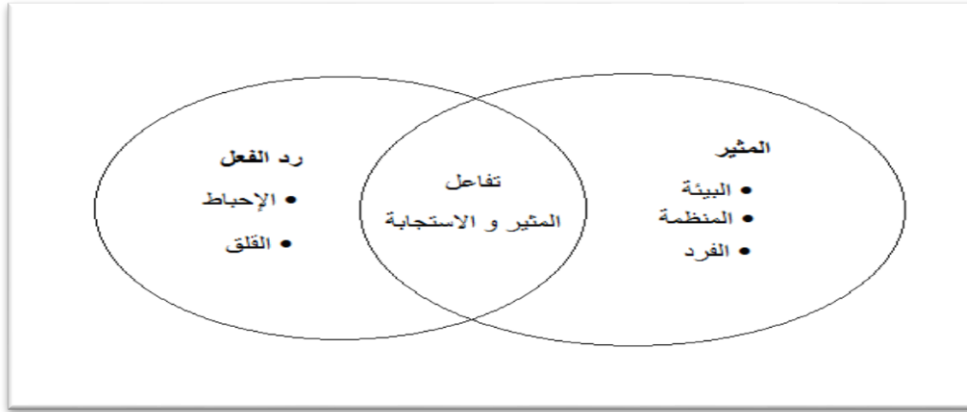 المثير
• البيئة
• المنظمة
• الفرد
تفاعل
المثير و الاستجابة
رد الفعل
• الإحباط
• القلق